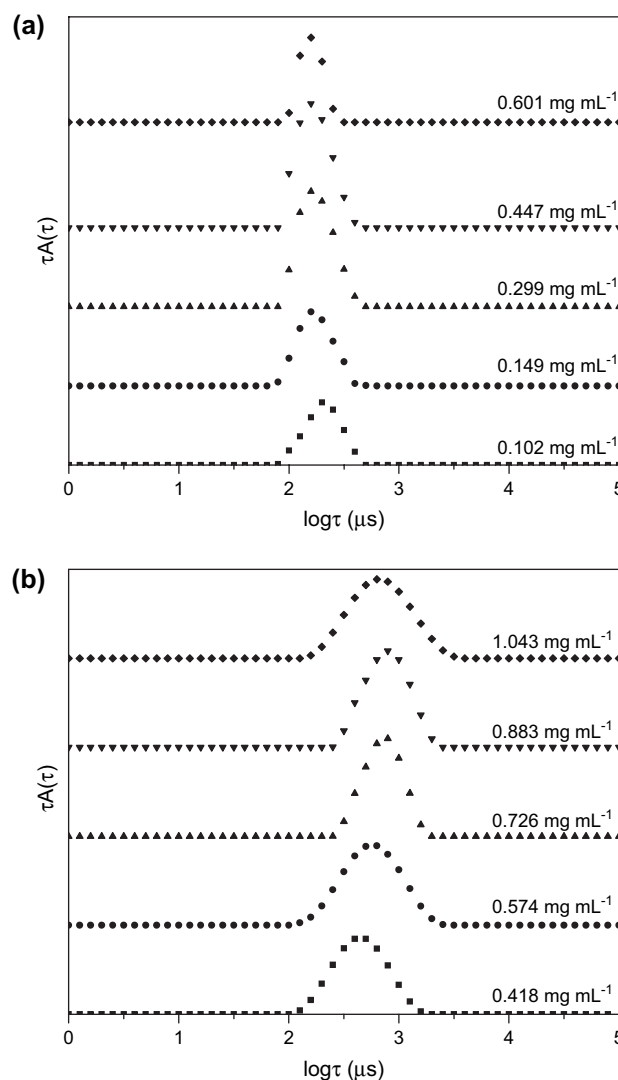 (a)
0.601 mg mL⁻¹
0.447 mg mL⁻¹
0.299 mg mL⁻¹
0.149 mg mL⁻¹
0.102 mg mL⁻¹
τA(τ)
0 1 2 3 4 5
logτ (μs)
(b)
1.043 mg mL⁻¹
0.883 mg mL⁻¹
0.726 mg mL⁻¹
0.574 mg mL⁻¹
0.418 mg mL⁻¹
τA(τ)
0 1 2 3 4 5
logτ (μs)